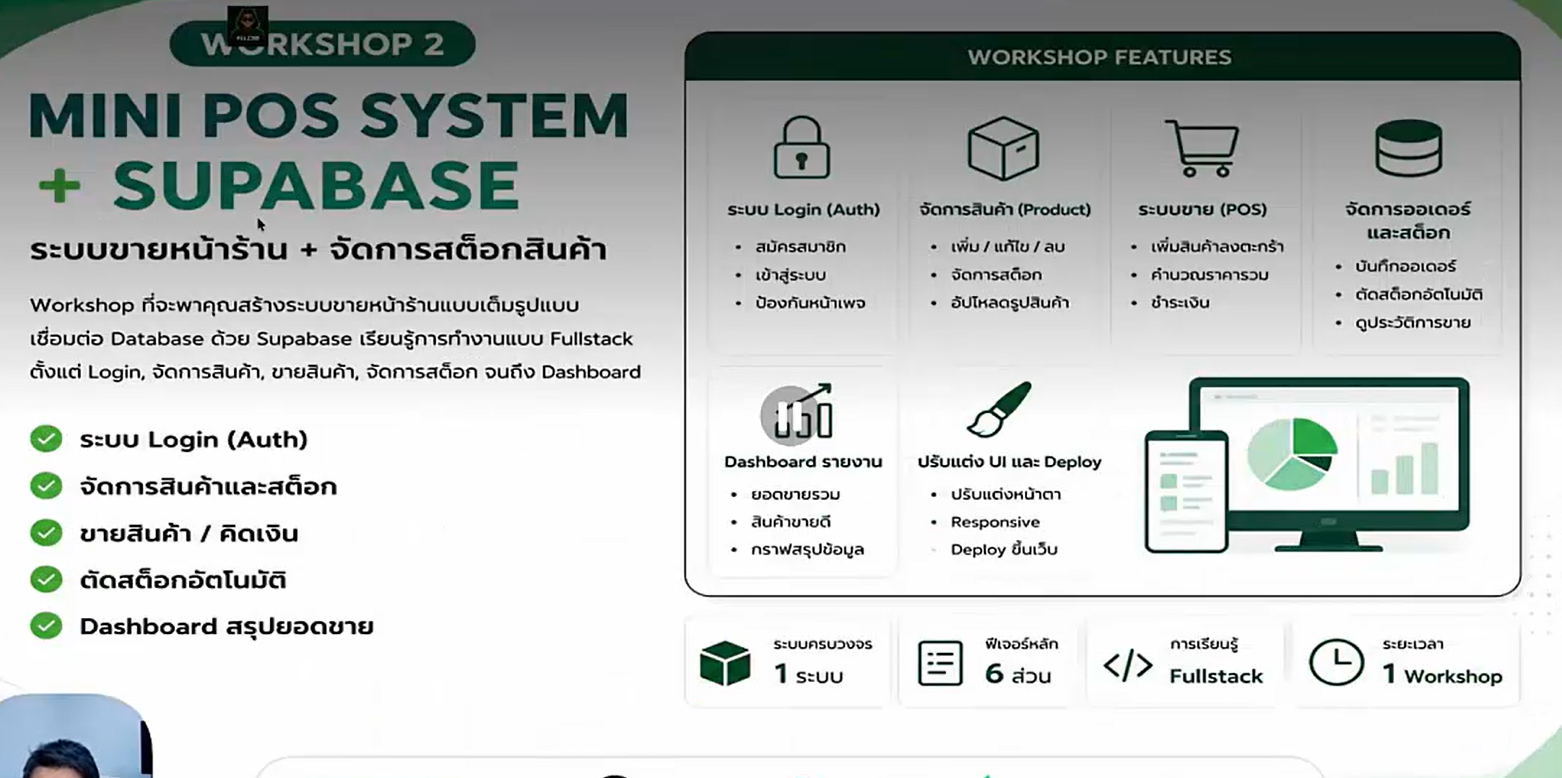 WORKSHOP 2
MINI POS SYSTEM
+ SUPABASE
ระบบขายหน้าร้าน + จัดการสต็อกสินค้า
Workshop ที่จะพาคุณสร้างระบบขายหน้าร้านแบบเต็มรูปแบบ
เชื่อมต่อ Database ด้วย Supabase เรียนรู้การทำงานแบบ Fullstack
ตั้งแต่ Login, จัดการสินค้า, ขายสินค้า, จัดการสต็อก จนถึง Dashboard
ระบบ Login (Auth)
จัดการสินค้าและสต็อก
ขายสินค้า / คิดเงิน
ตัดสต็อกอัตโนมัติ
Dashboard สรุปยอดขาย
WORKSHOP FEATURES
ระบบ Login (Auth)
• สมัครสมาชิก
• เข้าสู่ระบบ
• ป้องกันหน้าเพจ
จัดการสินค้า (Product)
• เพิ่ม / แก้ไข / ลบ
• จัดการสต็อก
• อัปโหลดรูปสินค้า
ระบบขาย (POS)
• เพิ่มสินค้าลงตะกร้า
• คำนวณราคารวม
• ชำระเงิน
จัดการออเดอร์
และสต็อก
• บันทึกออเดอร์
• ตัดสต็อกอัตโนมัติ
• ดูประวัติการขาย
Dashboard รายงาน
• ยอดขายรวม
• สินค้าขายดี
• กราฟสรุปข้อมูล
ปรับแต่ง UI และ Deploy
• ปรับแต่งหน้าตา
• Responsive
• Deploy ขึ้นเว็บ
ระบบครบวงจร
1 ระบบ
ฟีเจอร์หลัก
6 ส่วน
การเรียนรู้
Fullstack
ระยะเวลา
1 Workshop